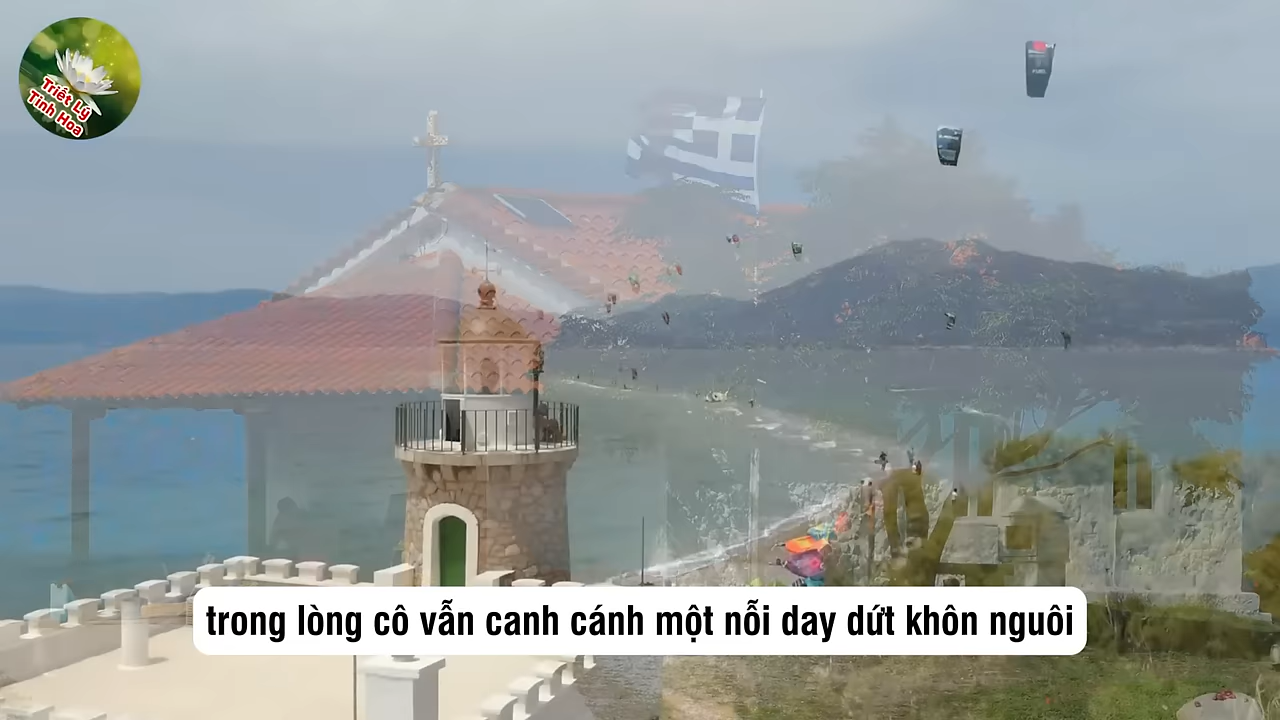 Triết Lý
Tinh Hoa
trong lòng cô vẫn canh cánh một nỗi day dứt khôn nguôi